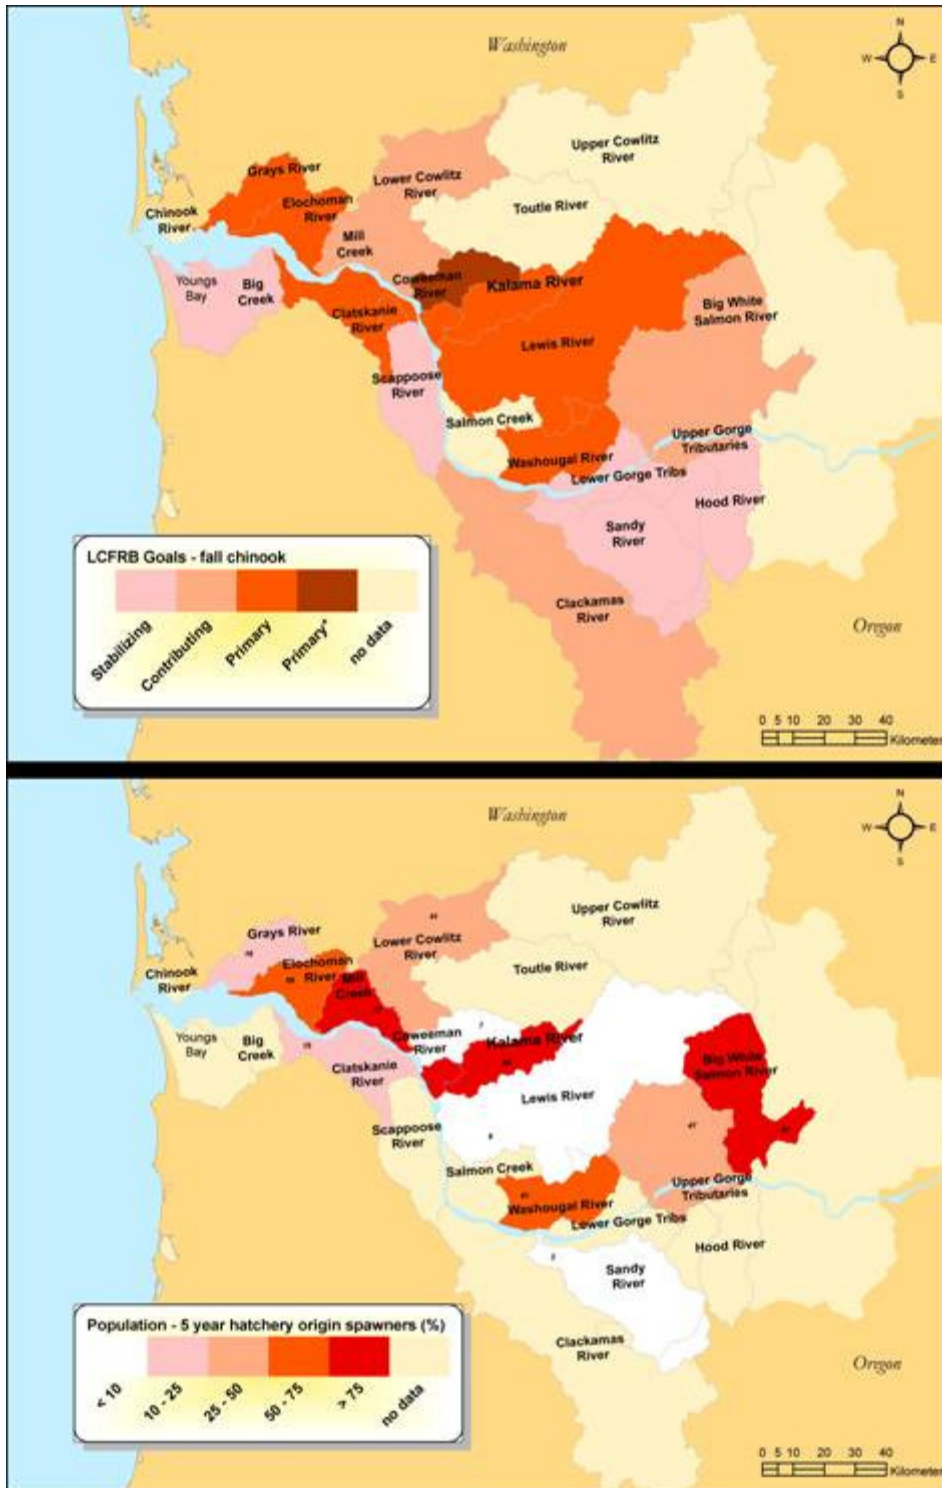 Washington
N
W
E
S
Upper Cowlitz
River
Grays River
Lower Cowlitz
River
Elochoman
River
Toutle River
Chinook
River
Mill
Creek
Youngs
Bay
Big
Creek
Coweeman
River
Kalama River
Big White
Salmon River
Clatskanie
River
Lewis River
Scappoose
River
Salmon Creek
Upper Gorge
Tributaries
Washougal River
Lower Gorge Tribs
Hood River
Sandy
River
LCFRB Goals - fall chinook
Stabilizing
Contributing
Primary
Primary*
no data
Clackamas
River
Oregon
0 5 10 20 30 40
Kilometer
Washington
N
W
E
S
Upper Cowlitz
River
Grays River
Lower Cowlitz
River
Elochoman
River
Toutle River
Chinook
River
Mill
Creek
Youngs
Bay
Big
Creek
Coweeman
River
Kalama River
Big White
Salmon River
Clatskanie
River
Lewis River
Scappoose
River
Salmon Creek
Upper Gorge
Tributaries
Washougal River
Lower Gorge Tribs
Hood River
Sandy
River
Population - 5 year hatchery origin spawners (%)
< 10
10 - 25
25 - 50
50 - 75
> 75
no data
Clackamas
River
Oregon
0 5 10 20 30 40
Kilometer